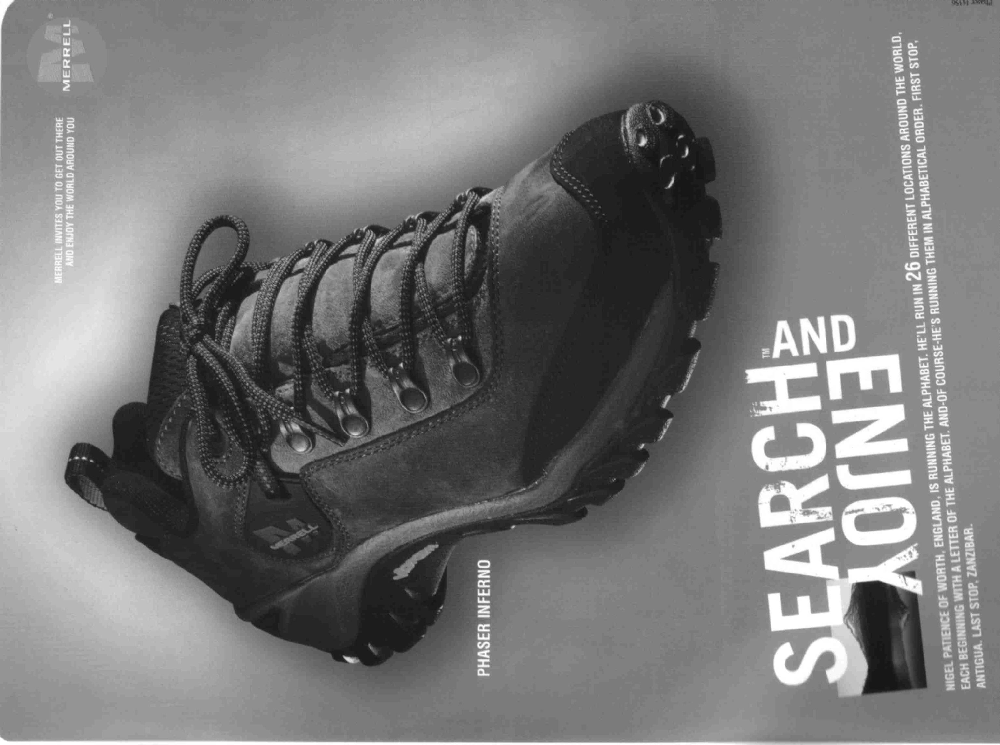 MERRELL INVITES YOU TO GET OUT THERE
AND ENJOY THE WORLD AROUND YOU
MERRELL®
MERRELL
vibram
PHASER INFERNO
SEARCH™ AND
ENJOY
NIGEL PATIENCE OF WORTH, ENGLAND, IS RUNNING THE ALPHABET. HE'LL RUN IN 26 DIFFERENT LOCATIONS AROUND THE WORLD,
EACH BEGINNING WITH A LETTER OF THE ALPHABET. AND-OF COURSE-HE'S RUNNING THEM IN ALPHABETICAL ORDER. FIRST STOP,
ANTIGUA. LAST STOP, ZANZIBAR.
Phaser